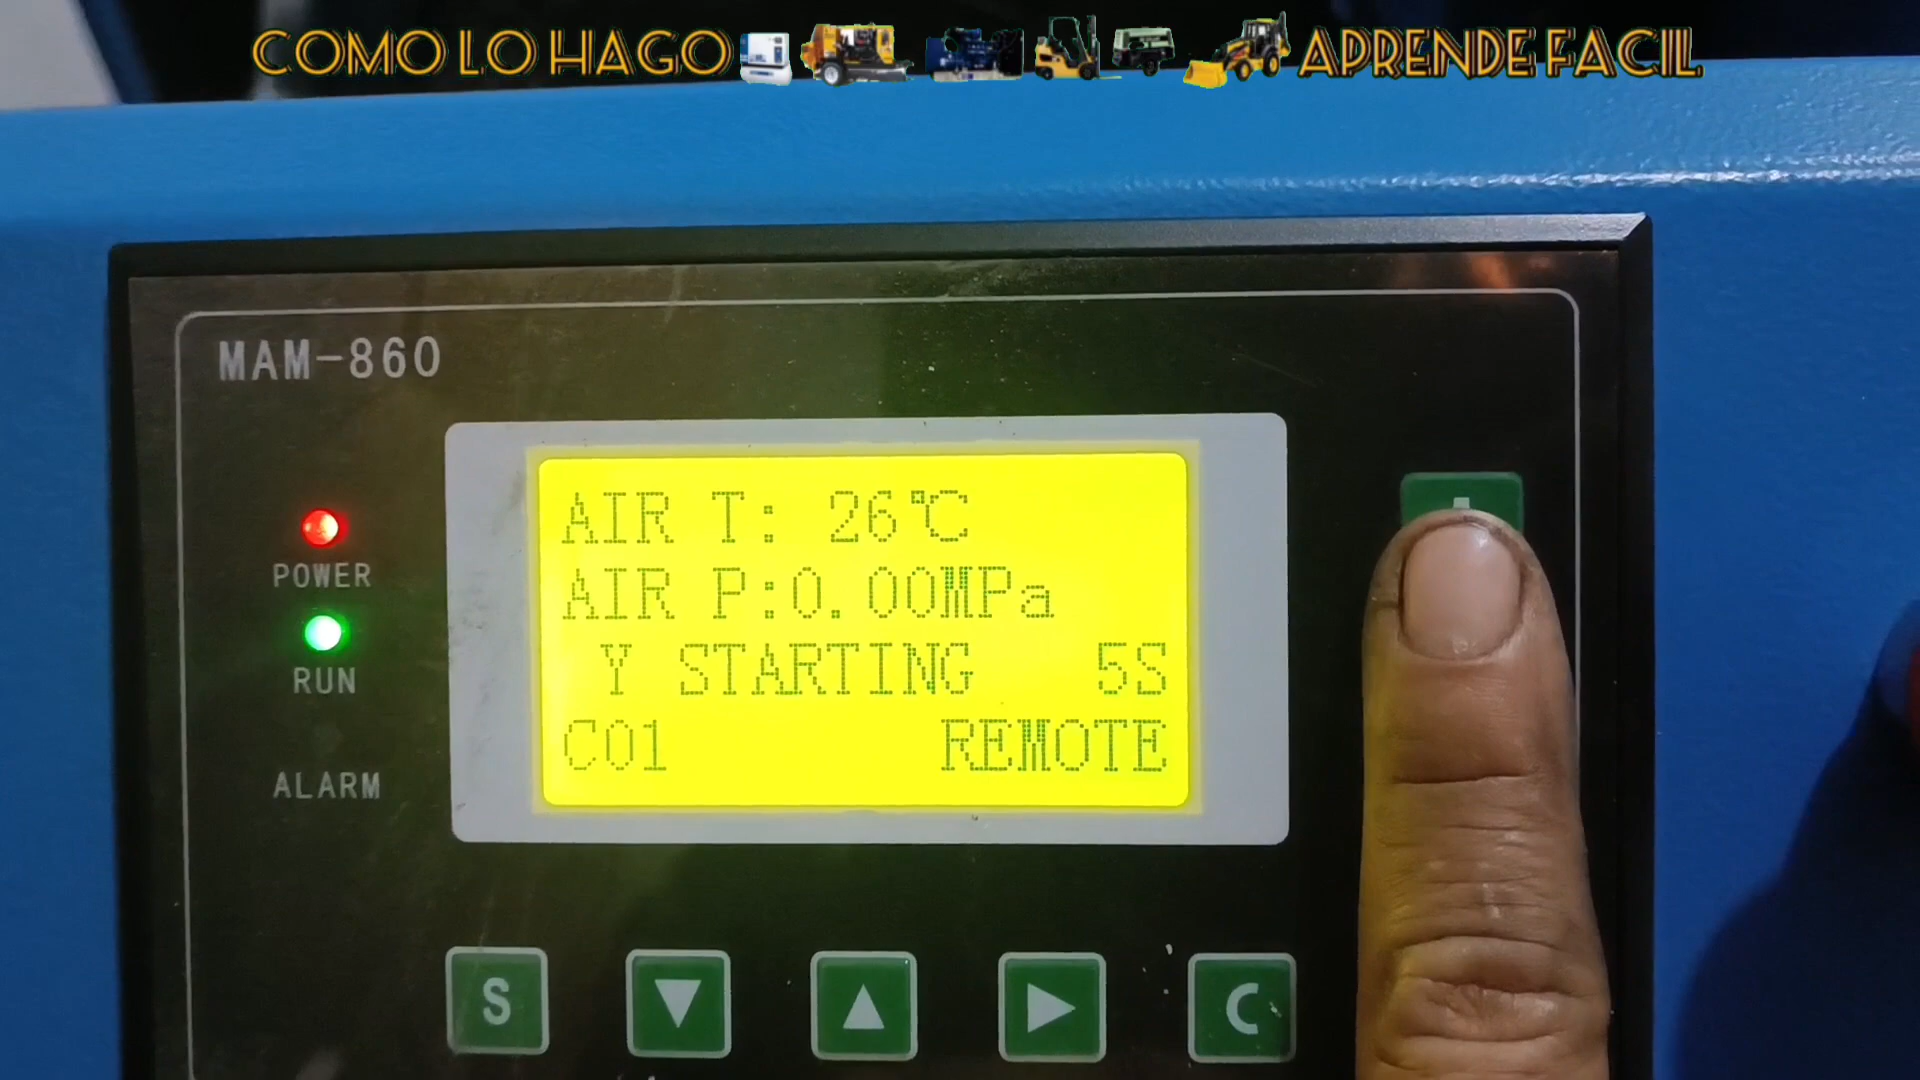 COMO LO HAGO APRENDE FACIL
MAM-860
AIR T: 26℃
AIR P:0.00MPa
Y STARTING 5S
C01 REMOTE
POWER
RUN
ALARM
S
C